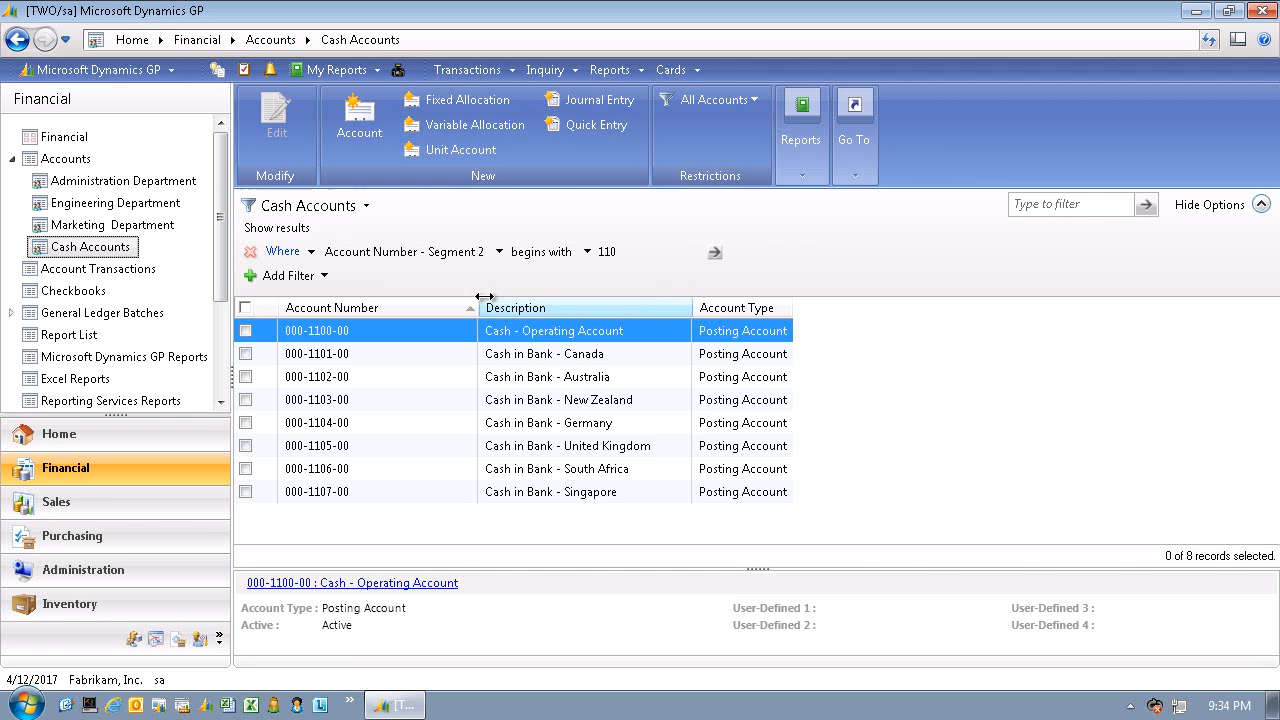 [TWO/sa] Microsoft Dynamics GP
Home Financial Accounts Cash Accounts
Microsoft Dynamics GP My Reports Transactions Inquiry Reports Cards
Financial
Financial
Accounts
Administration Department
Engineering Department
Marketing Department
Cash Accounts
Account Transactions
Checkbooks
General Ledger Batches
Report List
Microsoft Dynamics GP Reports
Excel Reports
Reporting Services Reports
Home
Financial
Sales
Purchasing
Administration
Inventory
Edit
Modify
Account
Fixed Allocation
Variable Allocation
Unit Account
Journal Entry
Quick Entry
New
All Accounts
Restrictions
Reports
Go To
Cash Accounts
Type to filter
Hide Options
Show results
Where Account Number - Segment 2 begins with 110
Add Filter
Account Number Description Account Type
000-1100-00 Cash - Operating Account Posting Account
000-1101-00 Cash in Bank - Canada Posting Account
000-1102-00 Cash in Bank - Australia Posting Account
000-1103-00 Cash in Bank - New Zealand Posting Account
000-1104-00 Cash in Bank - Germany Posting Account
000-1105-00 Cash in Bank - United Kingdom Posting Account
000-1106-00 Cash in Bank - South Africa Posting Account
000-1107-00 Cash in Bank - Singapore Posting Account
0 of 8 records selected.
000-1100-00 : Cash - Operating Account
Account Type : Posting Account User-Defined 1 : User-Defined 3 :
Active : Active User-Defined 2 : User-Defined 4 :
4/12/2017 Fabrikam, Inc. sa
[T...
9:34 PM